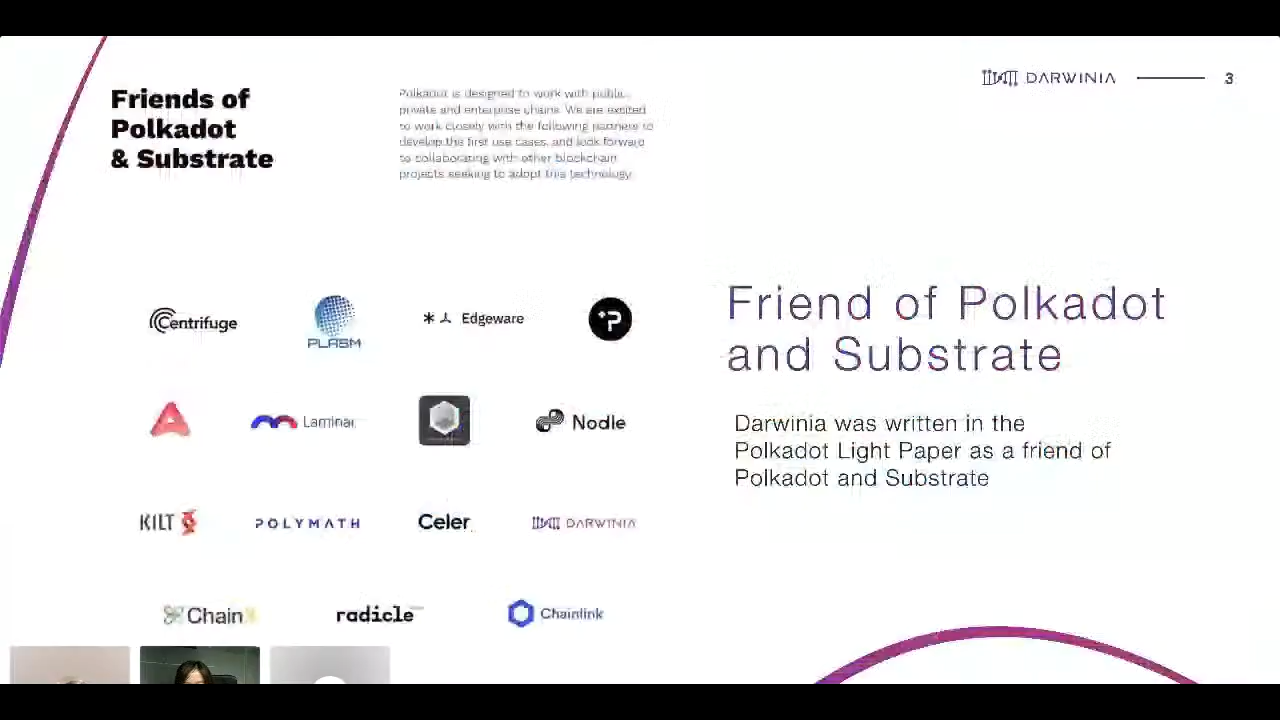 DARWINIA
3
Friends of
Polkadot
& Substrate
Polkadot is designed to work with public,
private and enterprise chains. We are excited
to work closely with the following partners to
develop the first use cases, and look forward
to collaborating with other blockchain
projects seeking to adopt this technology.
Centrifuge
PLASM
Edgeware
P
Laminar
Nodle
KILT
POLYMATH
Celer
DARWINIA
ChainX
radicle
Chainlink
Friend of Polkadot
and Substrate
Darwinia was written in the
Polkadot Light Paper as a friend of
Polkadot and Substrate